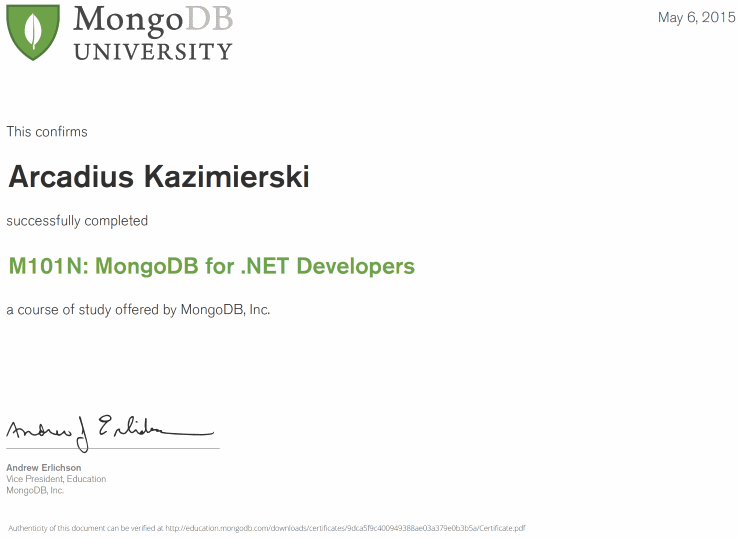 MongoDB
UNIVERSITY
May 6, 2015
This confirms
Arcadius Kazimierski
successfully completed
M101N: MongoDB for .NET Developers
a course of study offered by MongoDB, Inc.
Andrew J Erlichson
Andrew Erlichson
Vice President, Education
MongoDB, Inc.
Authenticity of this document can be verified at http://education.mongodb.com/downloads/certificates/9dca5f9c400949388ae03a379e0b3b5a/Certificate.pdf